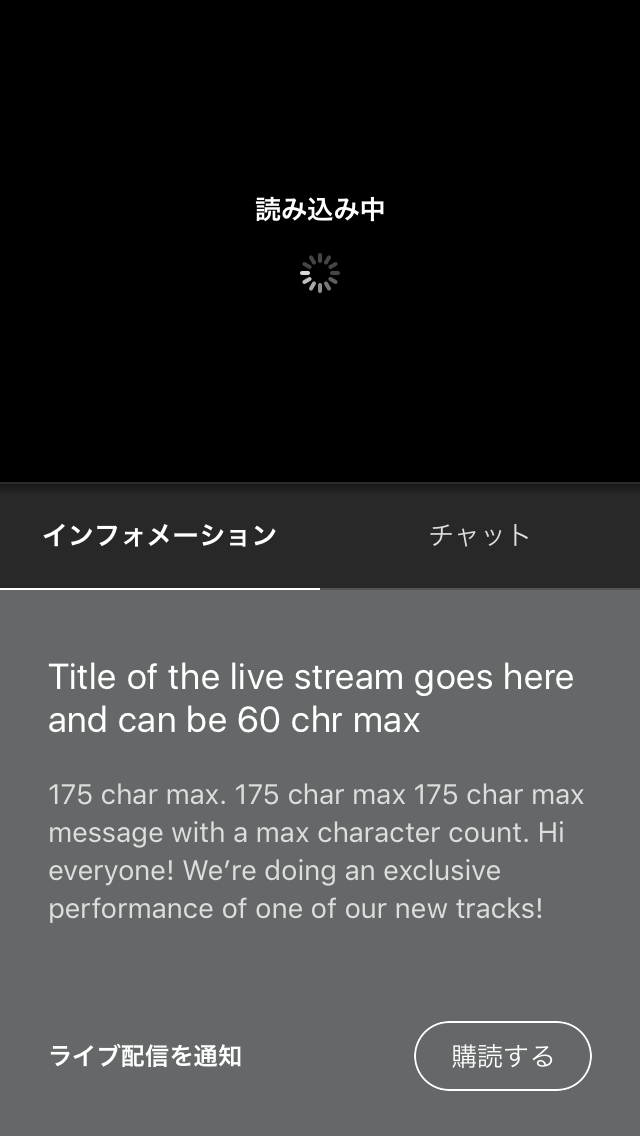 読み込み中
インフォメーション
チャット
Title of the live stream goes here
and can be 60 chr max
175 char max. 175 char max 175 char max
message with a max character count. Hi
everyone! We’re doing an exclusive
performance of one of our new tracks!
ライブ配信を通知
購読する